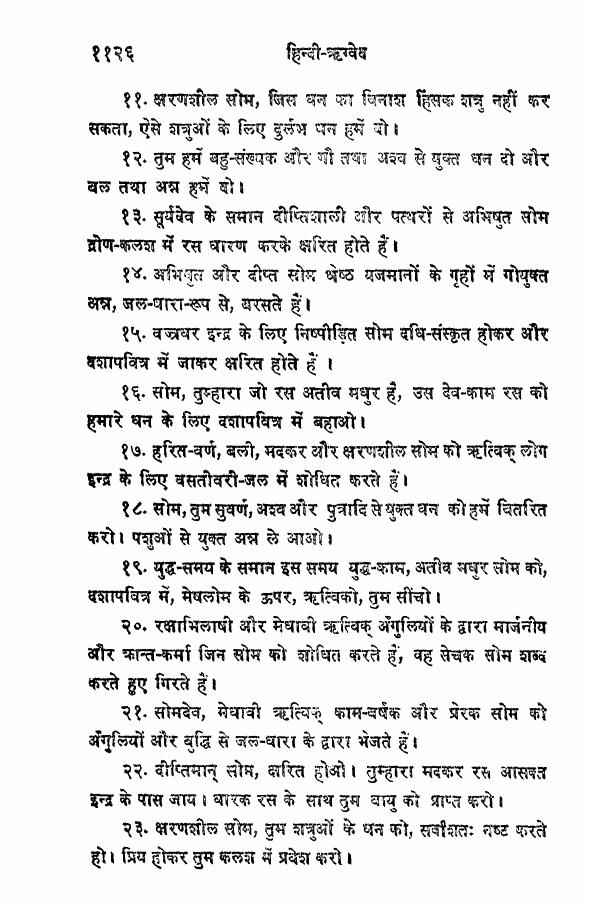 ११२६ हिन्दी-ऋग्वेद
११. क्षरणशील सोम, जिस धन का विनाश हिंसक शत्रु नहीं कर
सकता, ऐसे शत्रुओं के लिए दुर्लभ धन हमें दो।
१२. तुम हमें बहु-संख्यक और गौ तथा अश्व से युक्त धन दो और
बल तथा अन्न हमें दो।
१३. सूर्यदेव के समान दीप्तिशाली और पत्थरों से अभिषुत सोम
द्रोण-कलश में रस धारण करके क्षरित होते हैं।
१४. अभिषुत और दीप्त सोम श्रेष्ठ यजमानों के गृहों में गोयुक्त
अन्न, जल-धारा-रूप से, बरसते हैं।
१५. वज्रधर इन्द्र के लिए निष्पीड़ित सोम दधि-संस्कृत होकर और
दशापवित्र में जाकर क्षरित होते हैं ।
१६. सोम, तुम्हारा जो रस अतीव मधुर है, उस देव-काम रस को
हमारे धन के लिए दशापवित्र में बहाओ।
१७. हरित-वर्ण, बली, मदकर और क्षरणशील सोम को ऋत्विक् लोग
इन्द्र के लिए वसतीवरी-जल में शोधित करते हैं।
१८. सोम, तुम सुवर्ण, अश्व और पुत्रादि से युक्त धन को हमें वितरित
करो। पशुओं से युक्त अन्न ले आओ।
१९. युद्ध-समय के समान इस समय युद्ध-काम, अतीव मधुर सोम को,
दशापवित्र में, मेषलोम के ऊपर, ऋत्विको, तुम सींचो।
२०. रक्षाभिलाषी और मेधावी ऋत्विक् अँगुलियों के द्वारा मार्जनीय
और क्रान्त-कर्मा जिन सोम को शोधित करते हैं, वह सेचक सोम शब्द
करते हुए गिरते हैं।
२१. सोमदेव, मेधावी ऋत्विक् काम-वर्षक और प्रेरक सोम को
अँगुलियों और बुद्धि से जल-धारा के द्वारा भेजते हैं।
२२. दीप्तिमान् सोम, क्षरित होओ। तुम्हारा मदकर रस आसक्त
इन्द्र के पास जाय। धारक रस के साथ तुम वायु को प्राप्त करो।
२३. क्षरणशील सोम, तुम शत्रुओं के धन को, सर्वांशतः नष्ट करते
हो। प्रिय होकर तुम कलश में प्रवेश करो।